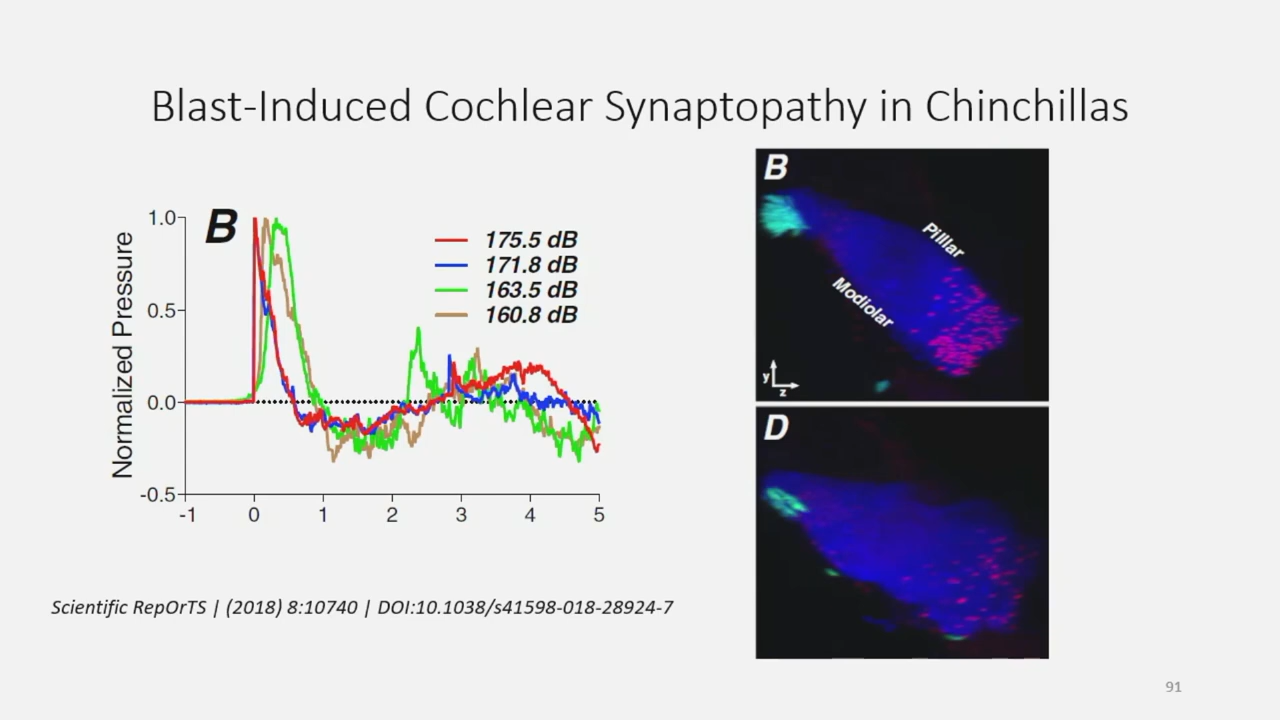 Blast-Induced Cochlear Synaptopathy in Chinchillas
B
1.0
0.5
0.0
-0.5
Normalized Pressure
-1 0 1 2 3 4 5
175.5 dB
171.8 dB
163.5 dB
160.8 dB
B
Pilllar
Modiolar
y
z
D
Scientific RepOrTS | (2018) 8:10740 | DOI:10.1038/s41598-018-28924-7
91